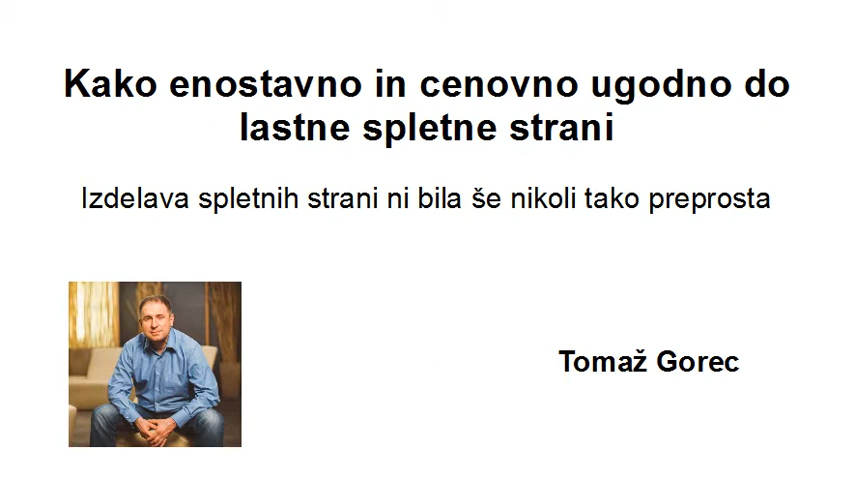 Kako enostavno in cenovno ugodno do
lastne spletne strani
Izdelava spletnih strani ni bila še nikoli tako preprosta
Tomaž Gorec